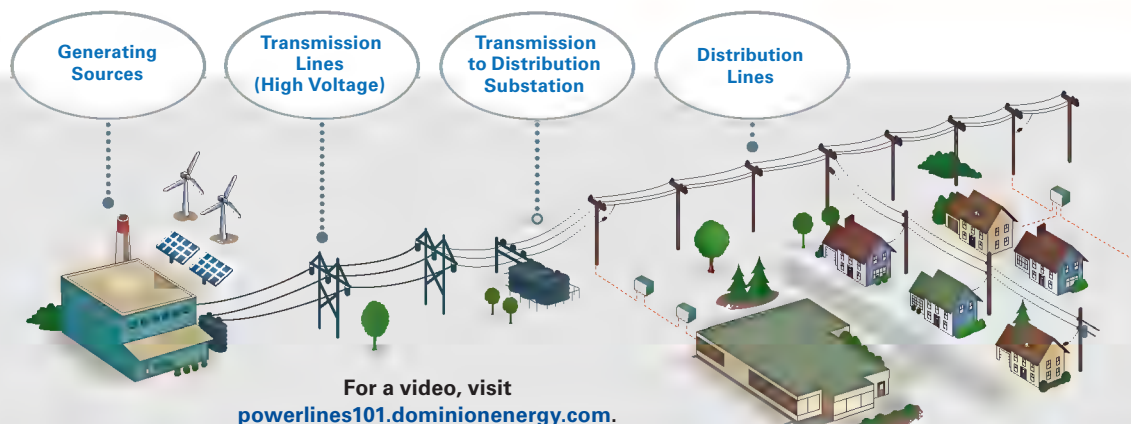 Generating
Sources
Transmission
Lines
(High Voltage)
Transmission
to Distribution
Substation
Distribution
Lines
For a video, visit
powerlines101.dominionenergy.com.